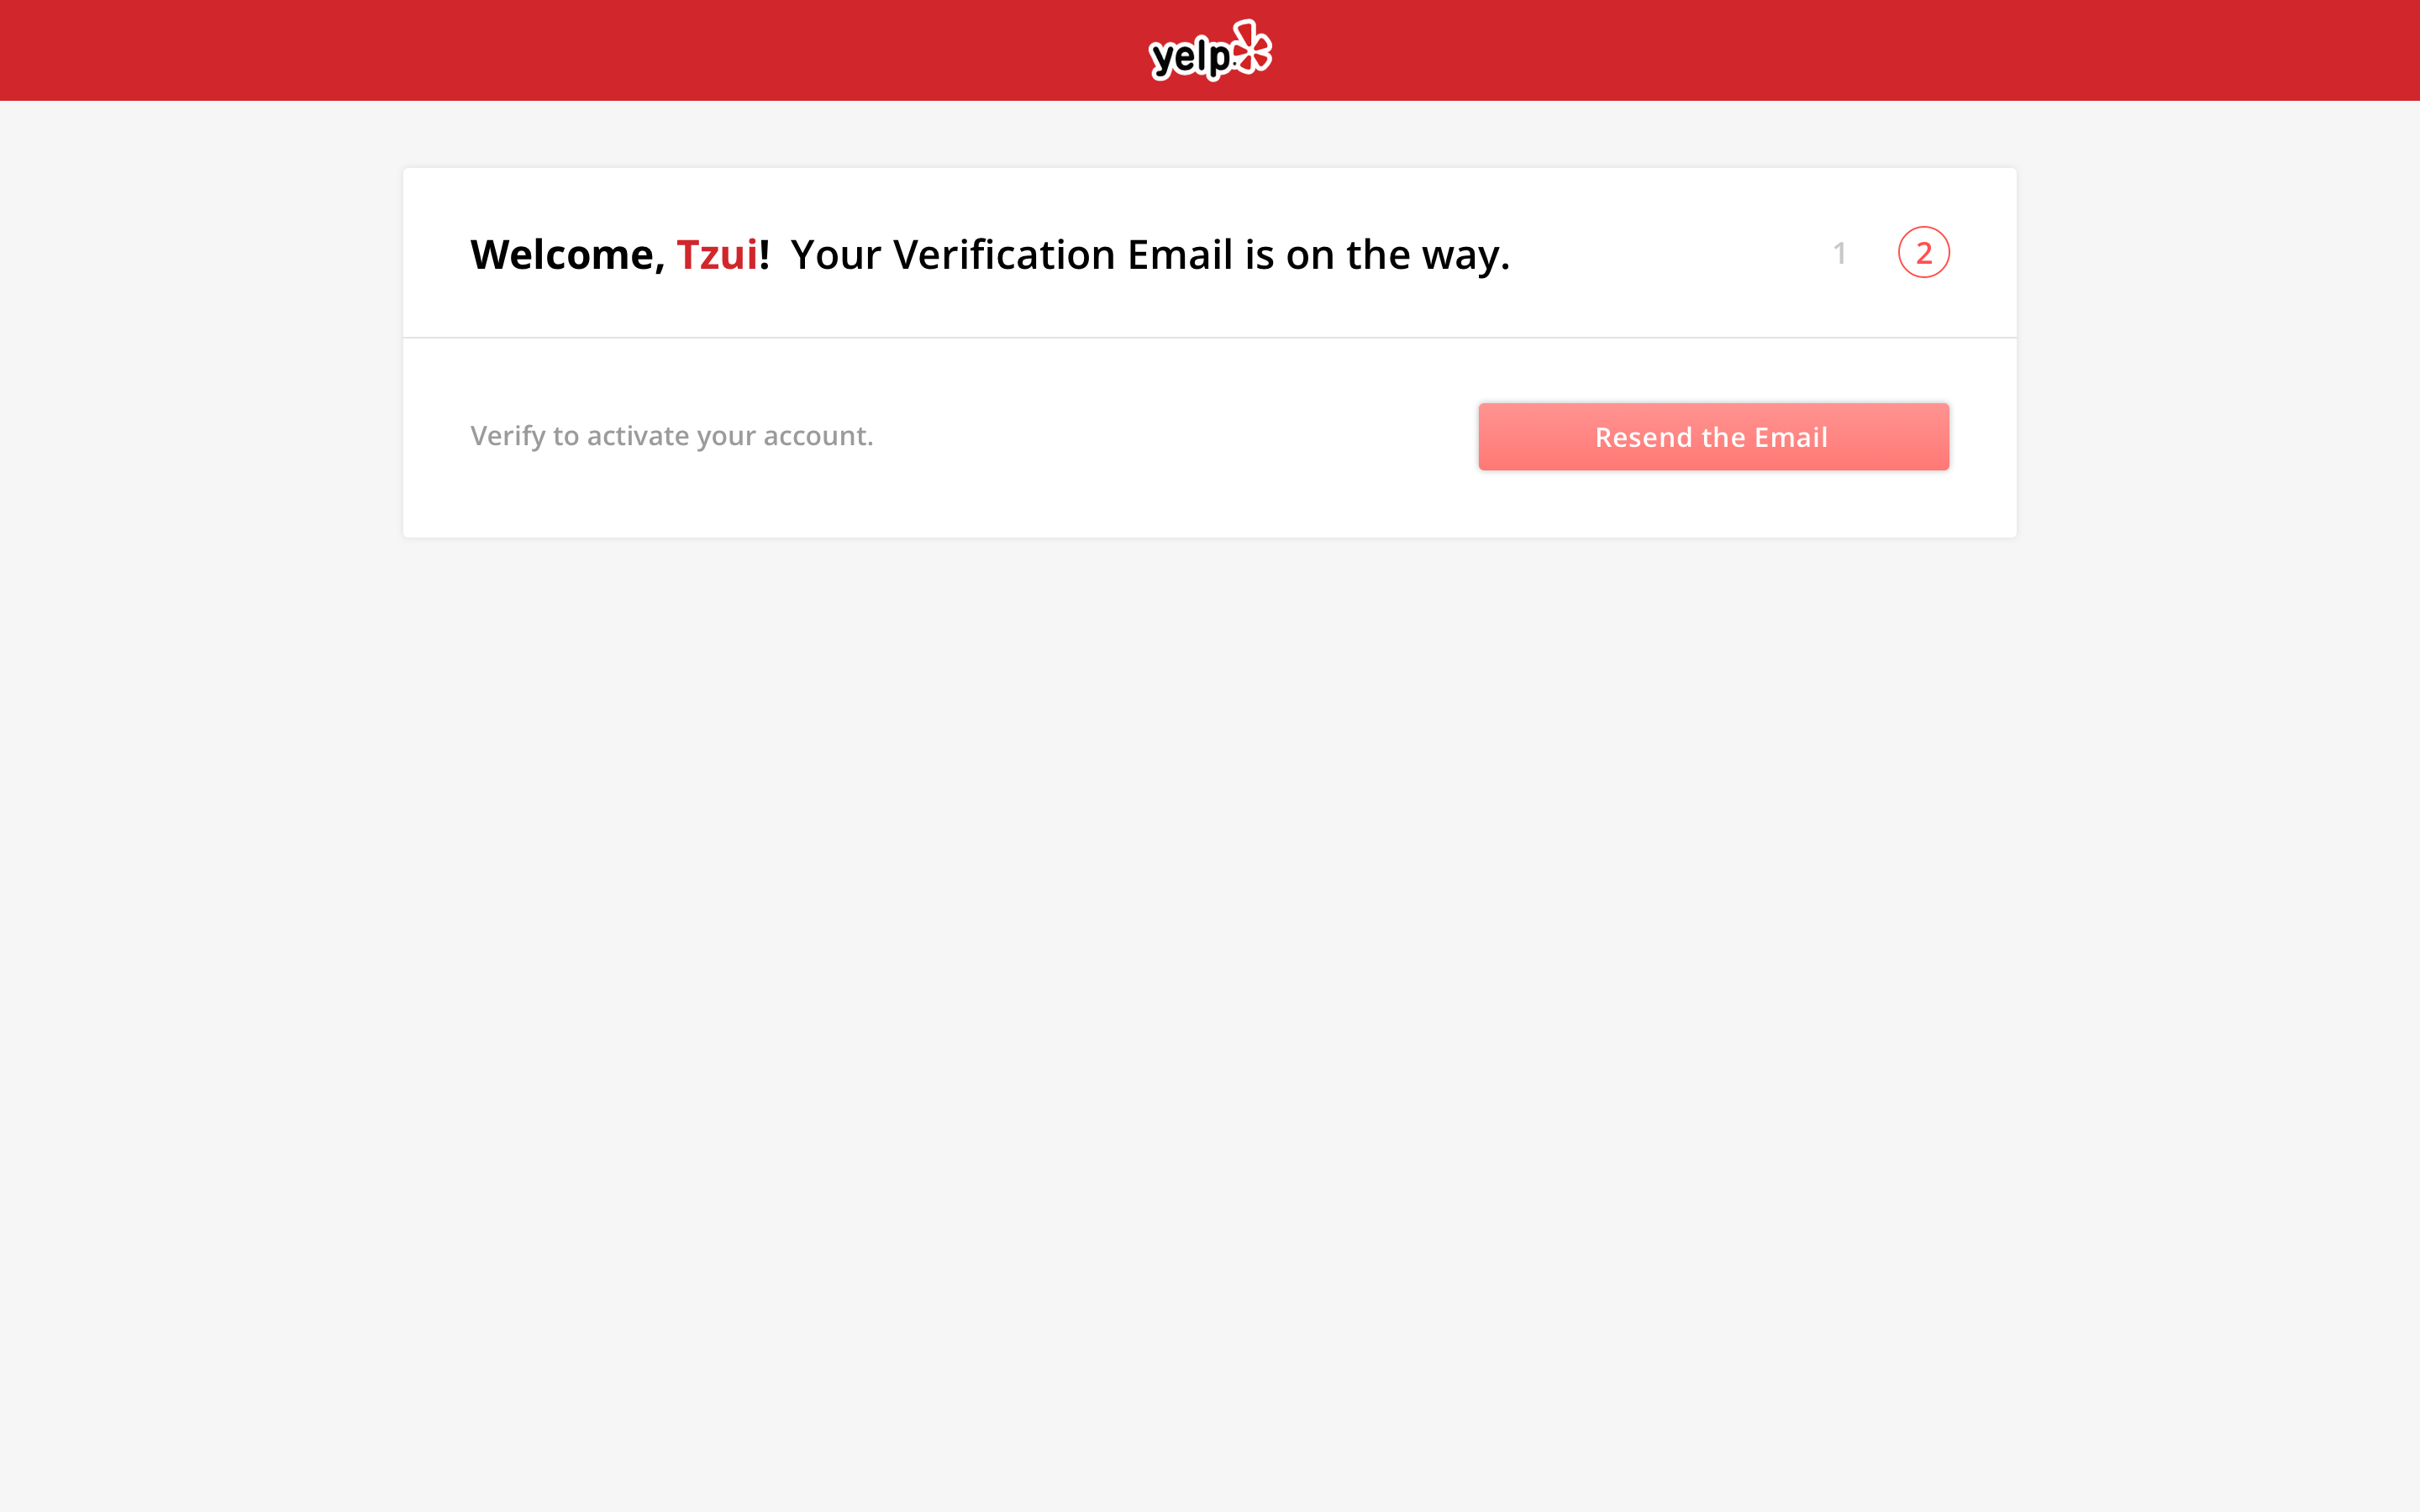 yelp
Welcome, Tzui! Your Verification Email is on the way.
1
2
Verify to activate your account.
Resend the Email